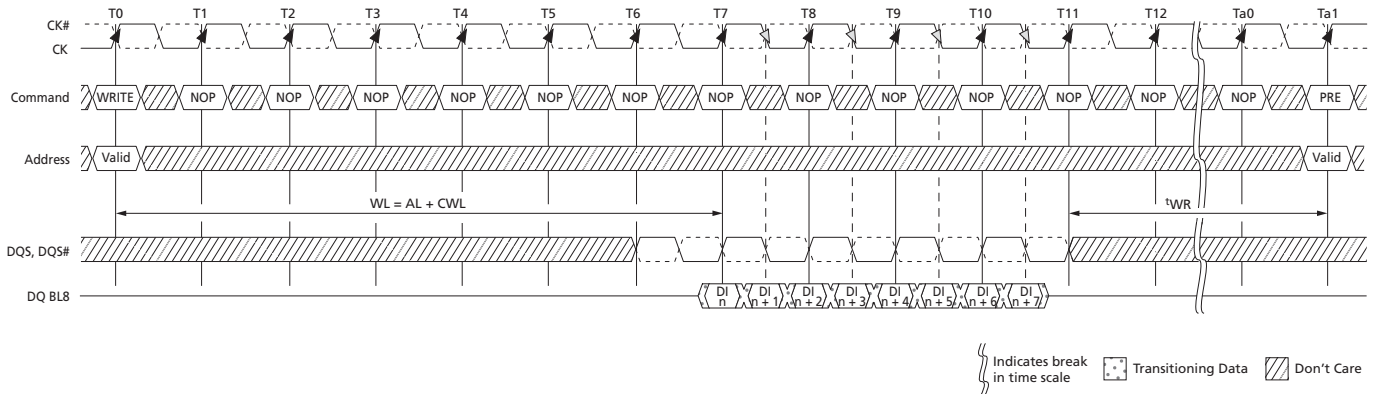 T0 T1 T2 T3 T4 T5 T6 T7 T8 T9 T10 T11 T12 Ta0 Ta1
CK#
CK
Command WRITE NOP NOP NOP NOP NOP NOP NOP NOP NOP NOP NOP NOP NOP PRE
Address Valid Valid
WL = AL + CWL tWR
DQS, DQS#
DQ BL8 DI n DI n + 1 DI n + 2 DI n + 3 DI n + 4 DI n + 5 DI n + 6 DI n + 7
Indicates break
in time scale
Transitioning Data
Don't Care